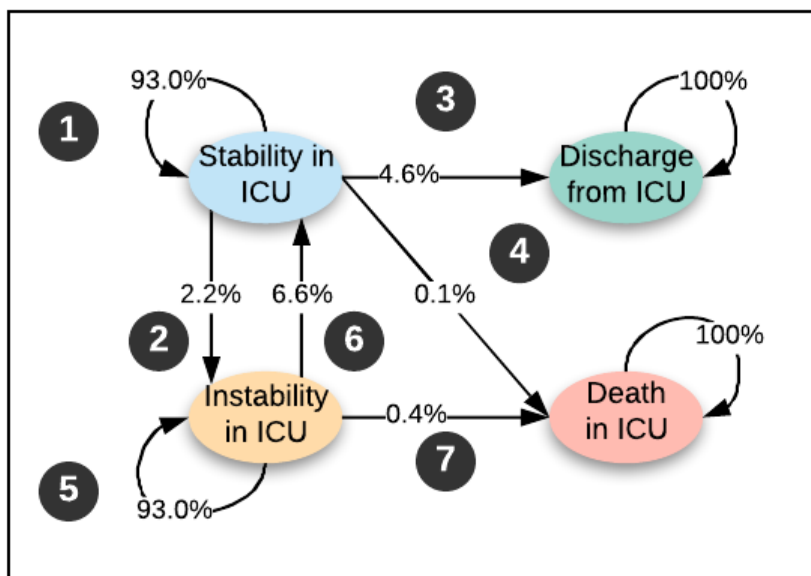 93.0%
100%
1
3
Stability in
ICU
4.6%
Discharge
from ICU
4
2.2%
6.6%
0.1%
2
6
100%
Instability
in ICU
0.4%
Death
in ICU
7
5
93.0%